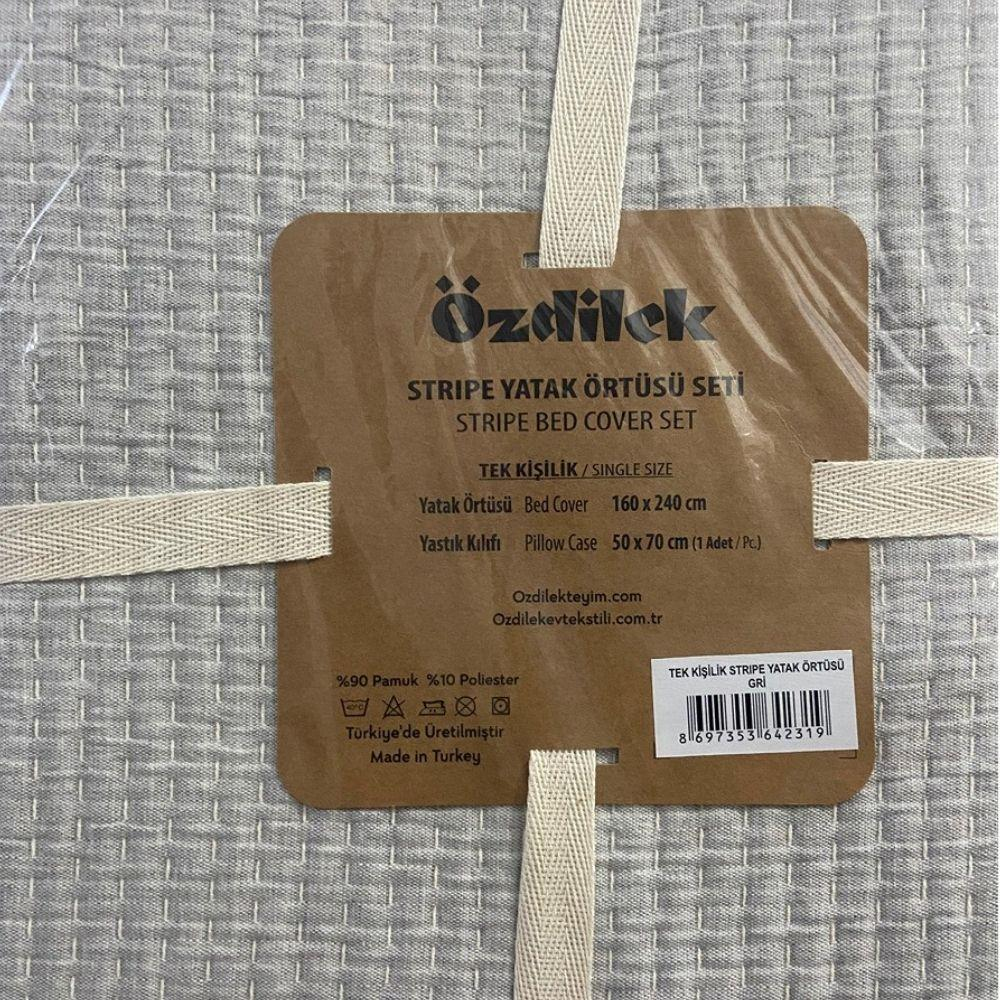 Özdilek
STRIPE YATAK ÖRTÜSÜ SETİ
STRIPE BED COVER SET
TEK KİŞİLİK / SINGLE SIZE
Yatak Örtüsü Bed Cover 160 x 240 cm
Yastık Kılıfı Pillow Case 50 x 70 cm (1 Adet / Pc.)
Ozdilekteyim.com
Ozdilekevtekstili.com.tr
%90 Pamuk %10 Poliester
40°C
Türkiye'de Üretilmiştir
Made in Turkey
TEK KİŞİLİK STRIPE YATAK ÖRTÜSÜ
GRİ
8 697353 642319